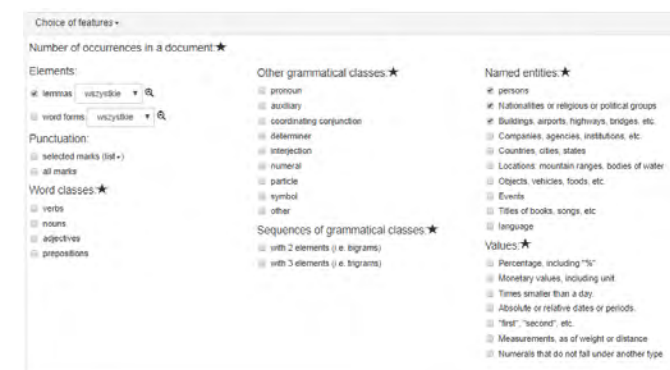 Choice of features
Number of occurrences in a document:★
Elements:
lemmas wszystkie
word forms wszystkie
Punctuation:
selected marks (list)
all marks
Word classes:★
verbs
nouns
adjectives
prepositions
Other grammatical classes:★
pronoun
auxiliary
coordinating conjunction
determiner
interjection
numeral
particle
symbol
other
Sequences of grammatical classes:★
with 2 elements (i.e. bigrams)
with 3 elements (i.e. trigrams)
Named entities:★
persons
Nationalities or religious or political groups
Buildings, airports, highways, bridges, etc.
Companies, agencies, institutions, etc.
Countries, cities, states
Locations: mountain ranges, bodies of water
Objects, vehicles, foods, etc.
Events
Titles of books, songs, etc
language
Values:★
Percentage, including "%"
Monetary values, including unit.
Times smaller than a day.
Absolute or relative dates or periods.
"first", "second", etc.
Measurements, as of weight or distance
Numerals that do not fall under another type